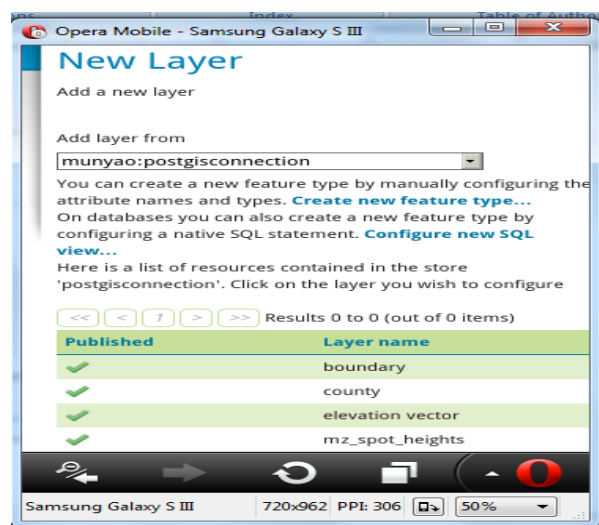 Index
Table of Autho
Opera Mobile - Samsung Galaxy S III
New Layer
Add a new layer
Add layer from
munyao:postgisconnection
You can create a new feature type by manually configuring the
attribute names and types. Create new feature type...
On databases you can also create a new feature type by
configuring a native SQL statement. Configure new SQL
view...
Here is a list of resources contained in the store
'postgisconnection'. Click on the layer you wish to configure
<< < 1 > >> Results 0 to 0 (out of 0 items)
Published Layer name
boundary
county
elevation vector
mz_spot_heights
Samsung Galaxy S III 720x962 PPI: 306 50%